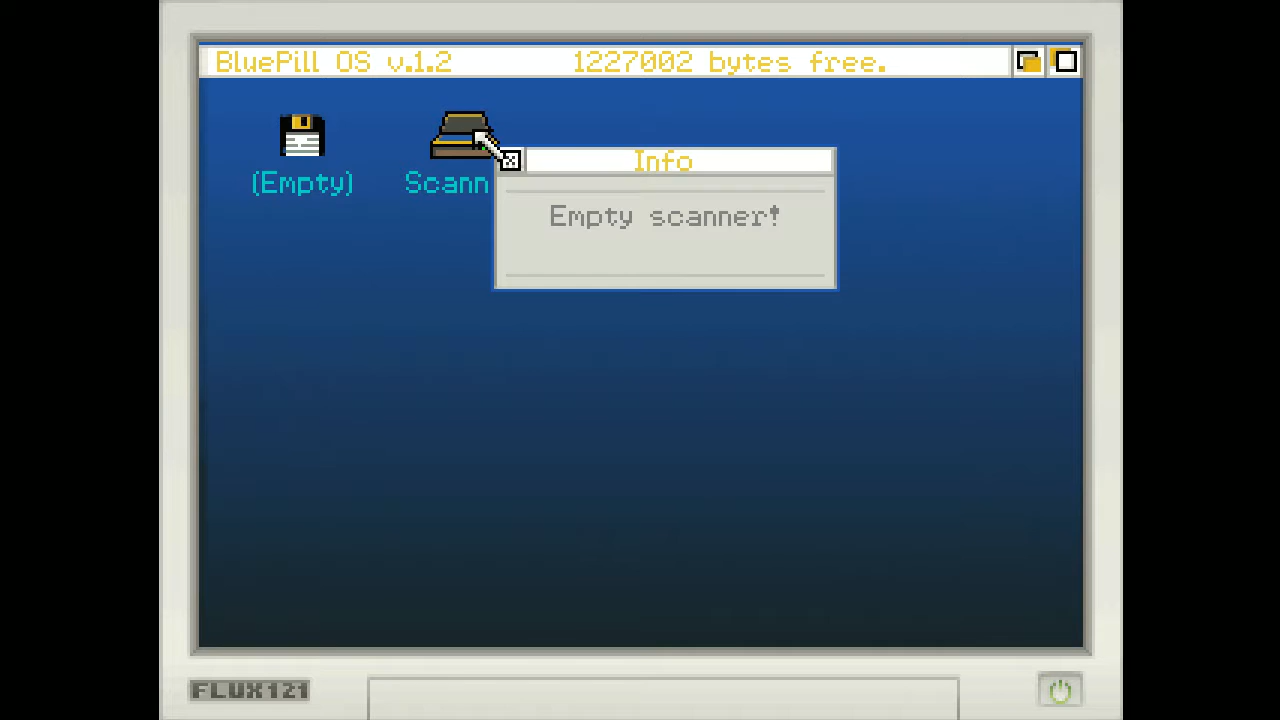 BluePill OS v.1.2 1227002 bytes free.
(Empty)
Scann
Info
Empty scanner!
FLUX121